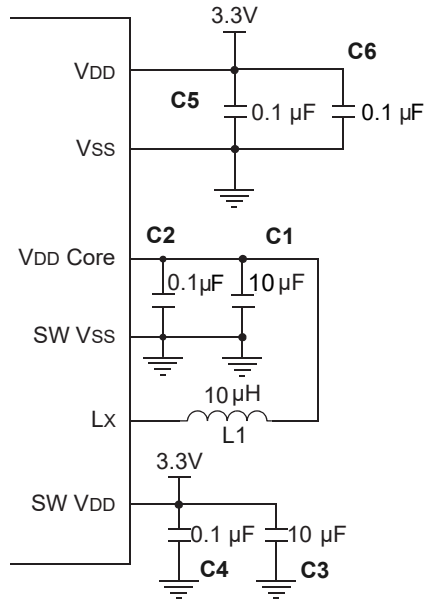 3.3V
C6
VDD
C5
0.1 µF
0.1 µF
VSS
C2
C1
VDD Core
0.1µF
10 µF
SW VSS
10 µH
LX
L1
3.3V
SW VDD
0.1 µF
10 µF
C4
C3